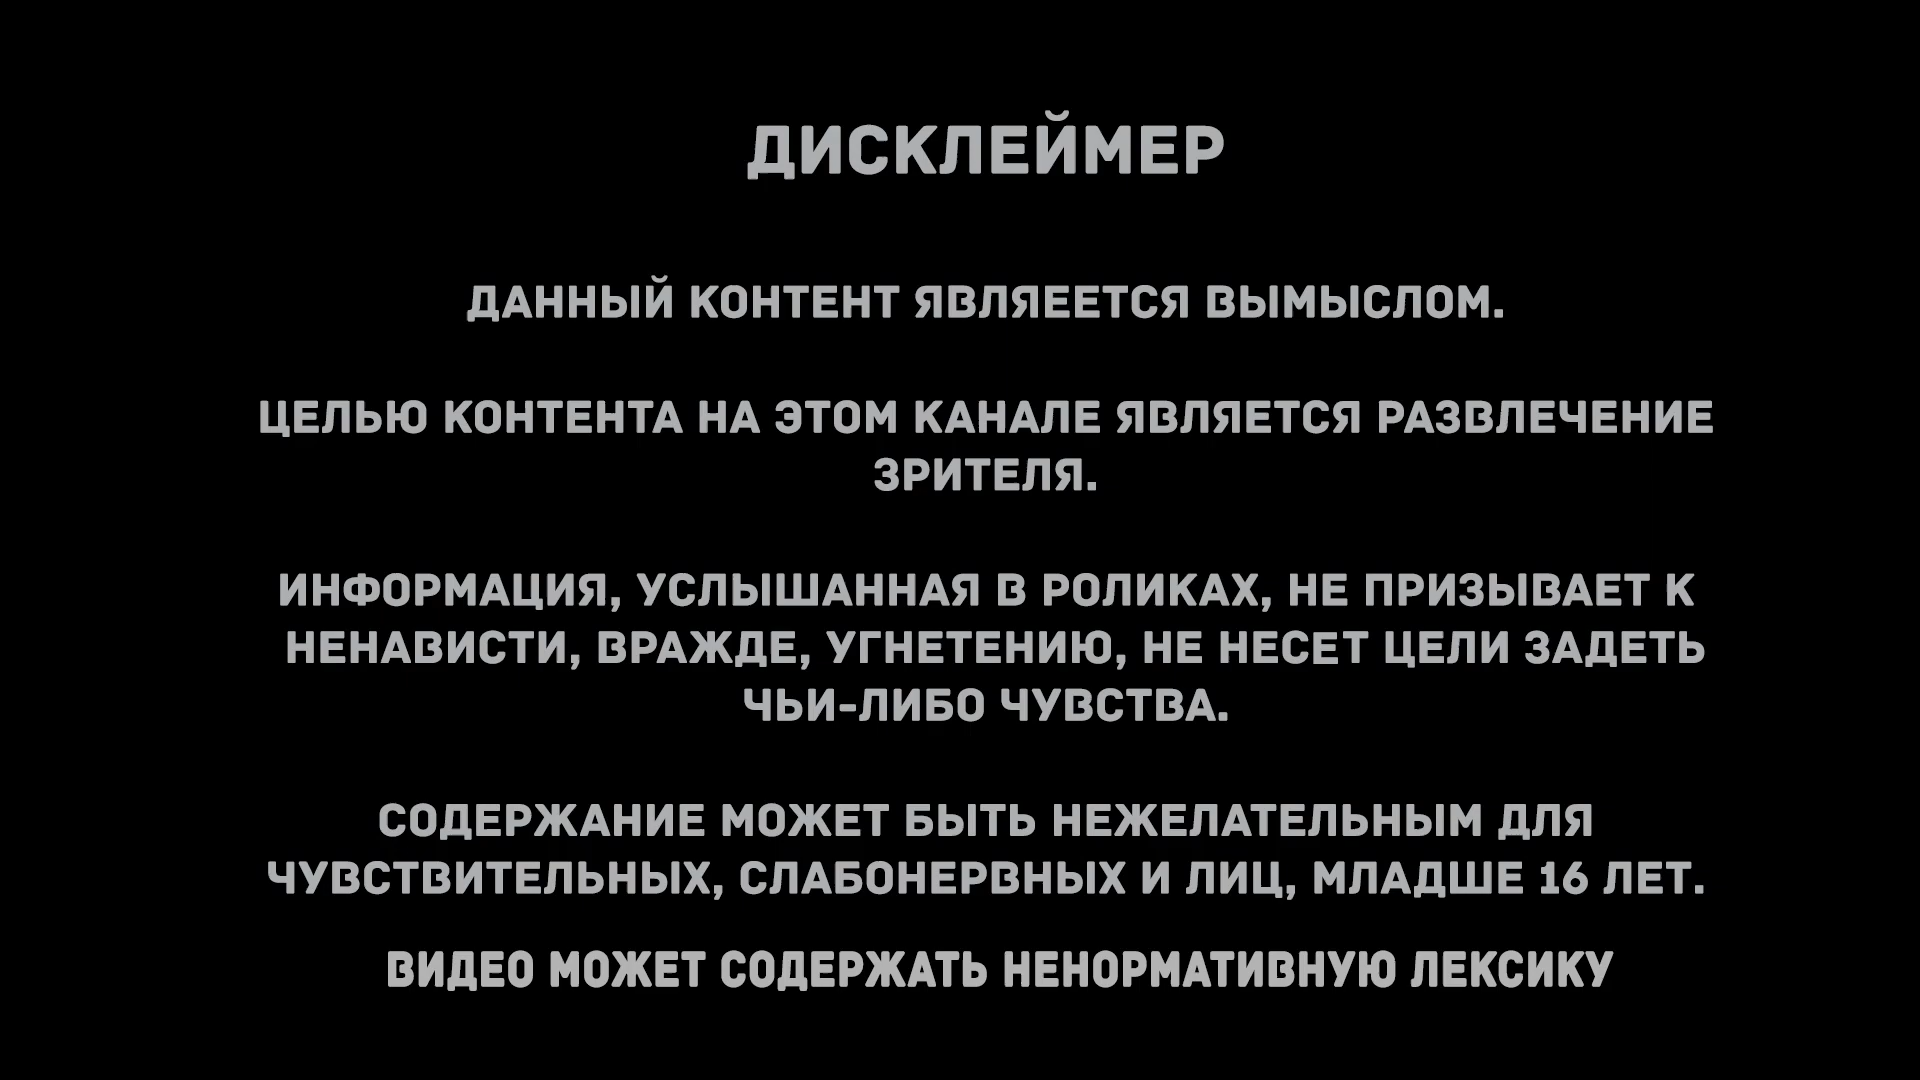 ДИСКЛЕЙМЕР
ДАННЫЙ КОНТЕНТ ЯВЛЯЕЕТСЯ ВЫМЫСЛОМ.
ЦЕЛЬЮ КОНТЕНТА НА ЭТОМ КАНАЛЕ ЯВЛЯЕТСЯ РАЗВЛЕЧЕНИЕ
ЗРИТЕЛЯ.
ИНФОРМАЦИЯ, УСЛЫШАННАЯ В РОЛИКАХ, НЕ ПРИЗЫВАЕТ К
НЕНАВИСТИ, ВРАЖДЕ, УГНЕТЕНИЮ, НЕ НЕСЕТ ЦЕЛИ ЗАДЕТЬ
ЧЬИ-ЛИБО ЧУВСТВА.
СОДЕРЖАНИЕ МОЖЕТ БЫТЬ НЕЖЕЛАТЕЛЬНЫМ ДЛЯ
ЧУВСТВИТЕЛЬНЫХ, СЛАБОНЕРВНЫХ И ЛИЦ, МЛАДШЕ 16 ЛЕТ.
ВИДЕО МОЖЕТ СОДЕРЖАТЬ НЕНОРМАТИВНУЮ ЛЕКСИКУ